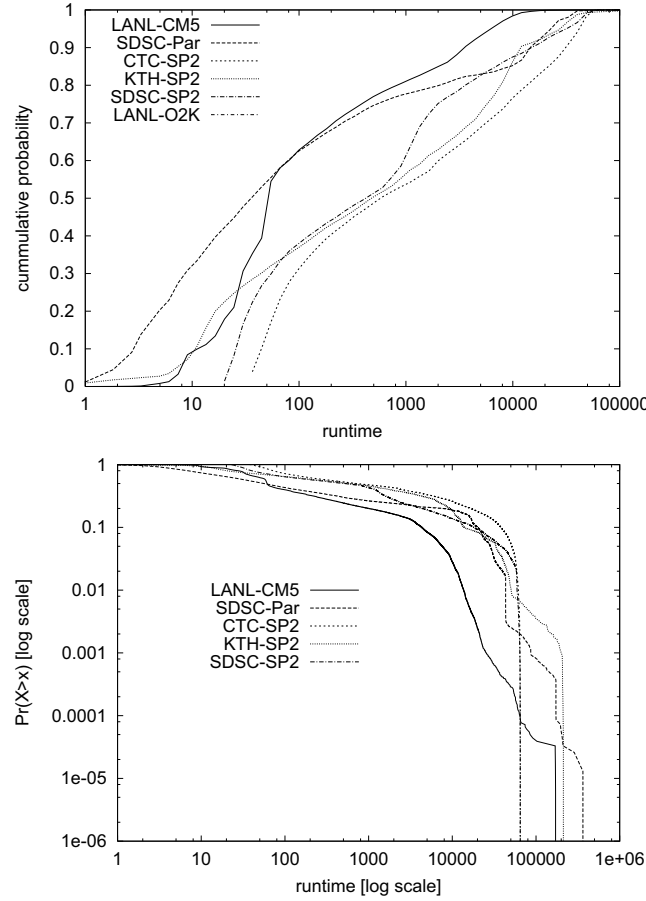 1
0.9
0.8
0.7
0.6
0.5
0.4
0.3
0.2
0.1
0
cummulative probability
LANL-CM5
SDSC-Par
CTC-SP2
KTH-SP2
SDSC-SP2
LANL-O2K
1 10 100 1000 10000 100000
runtime
1
0.1
0.01
0.001
0.0001
1e-05
1e-06
Pr(X>x) [log scale]
LANL-CM5
SDSC-Par
CTC-SP2
KTH-SP2
SDSC-SP2
1 10 100 1000 10000 100000 1e+06
runtime [log scale]